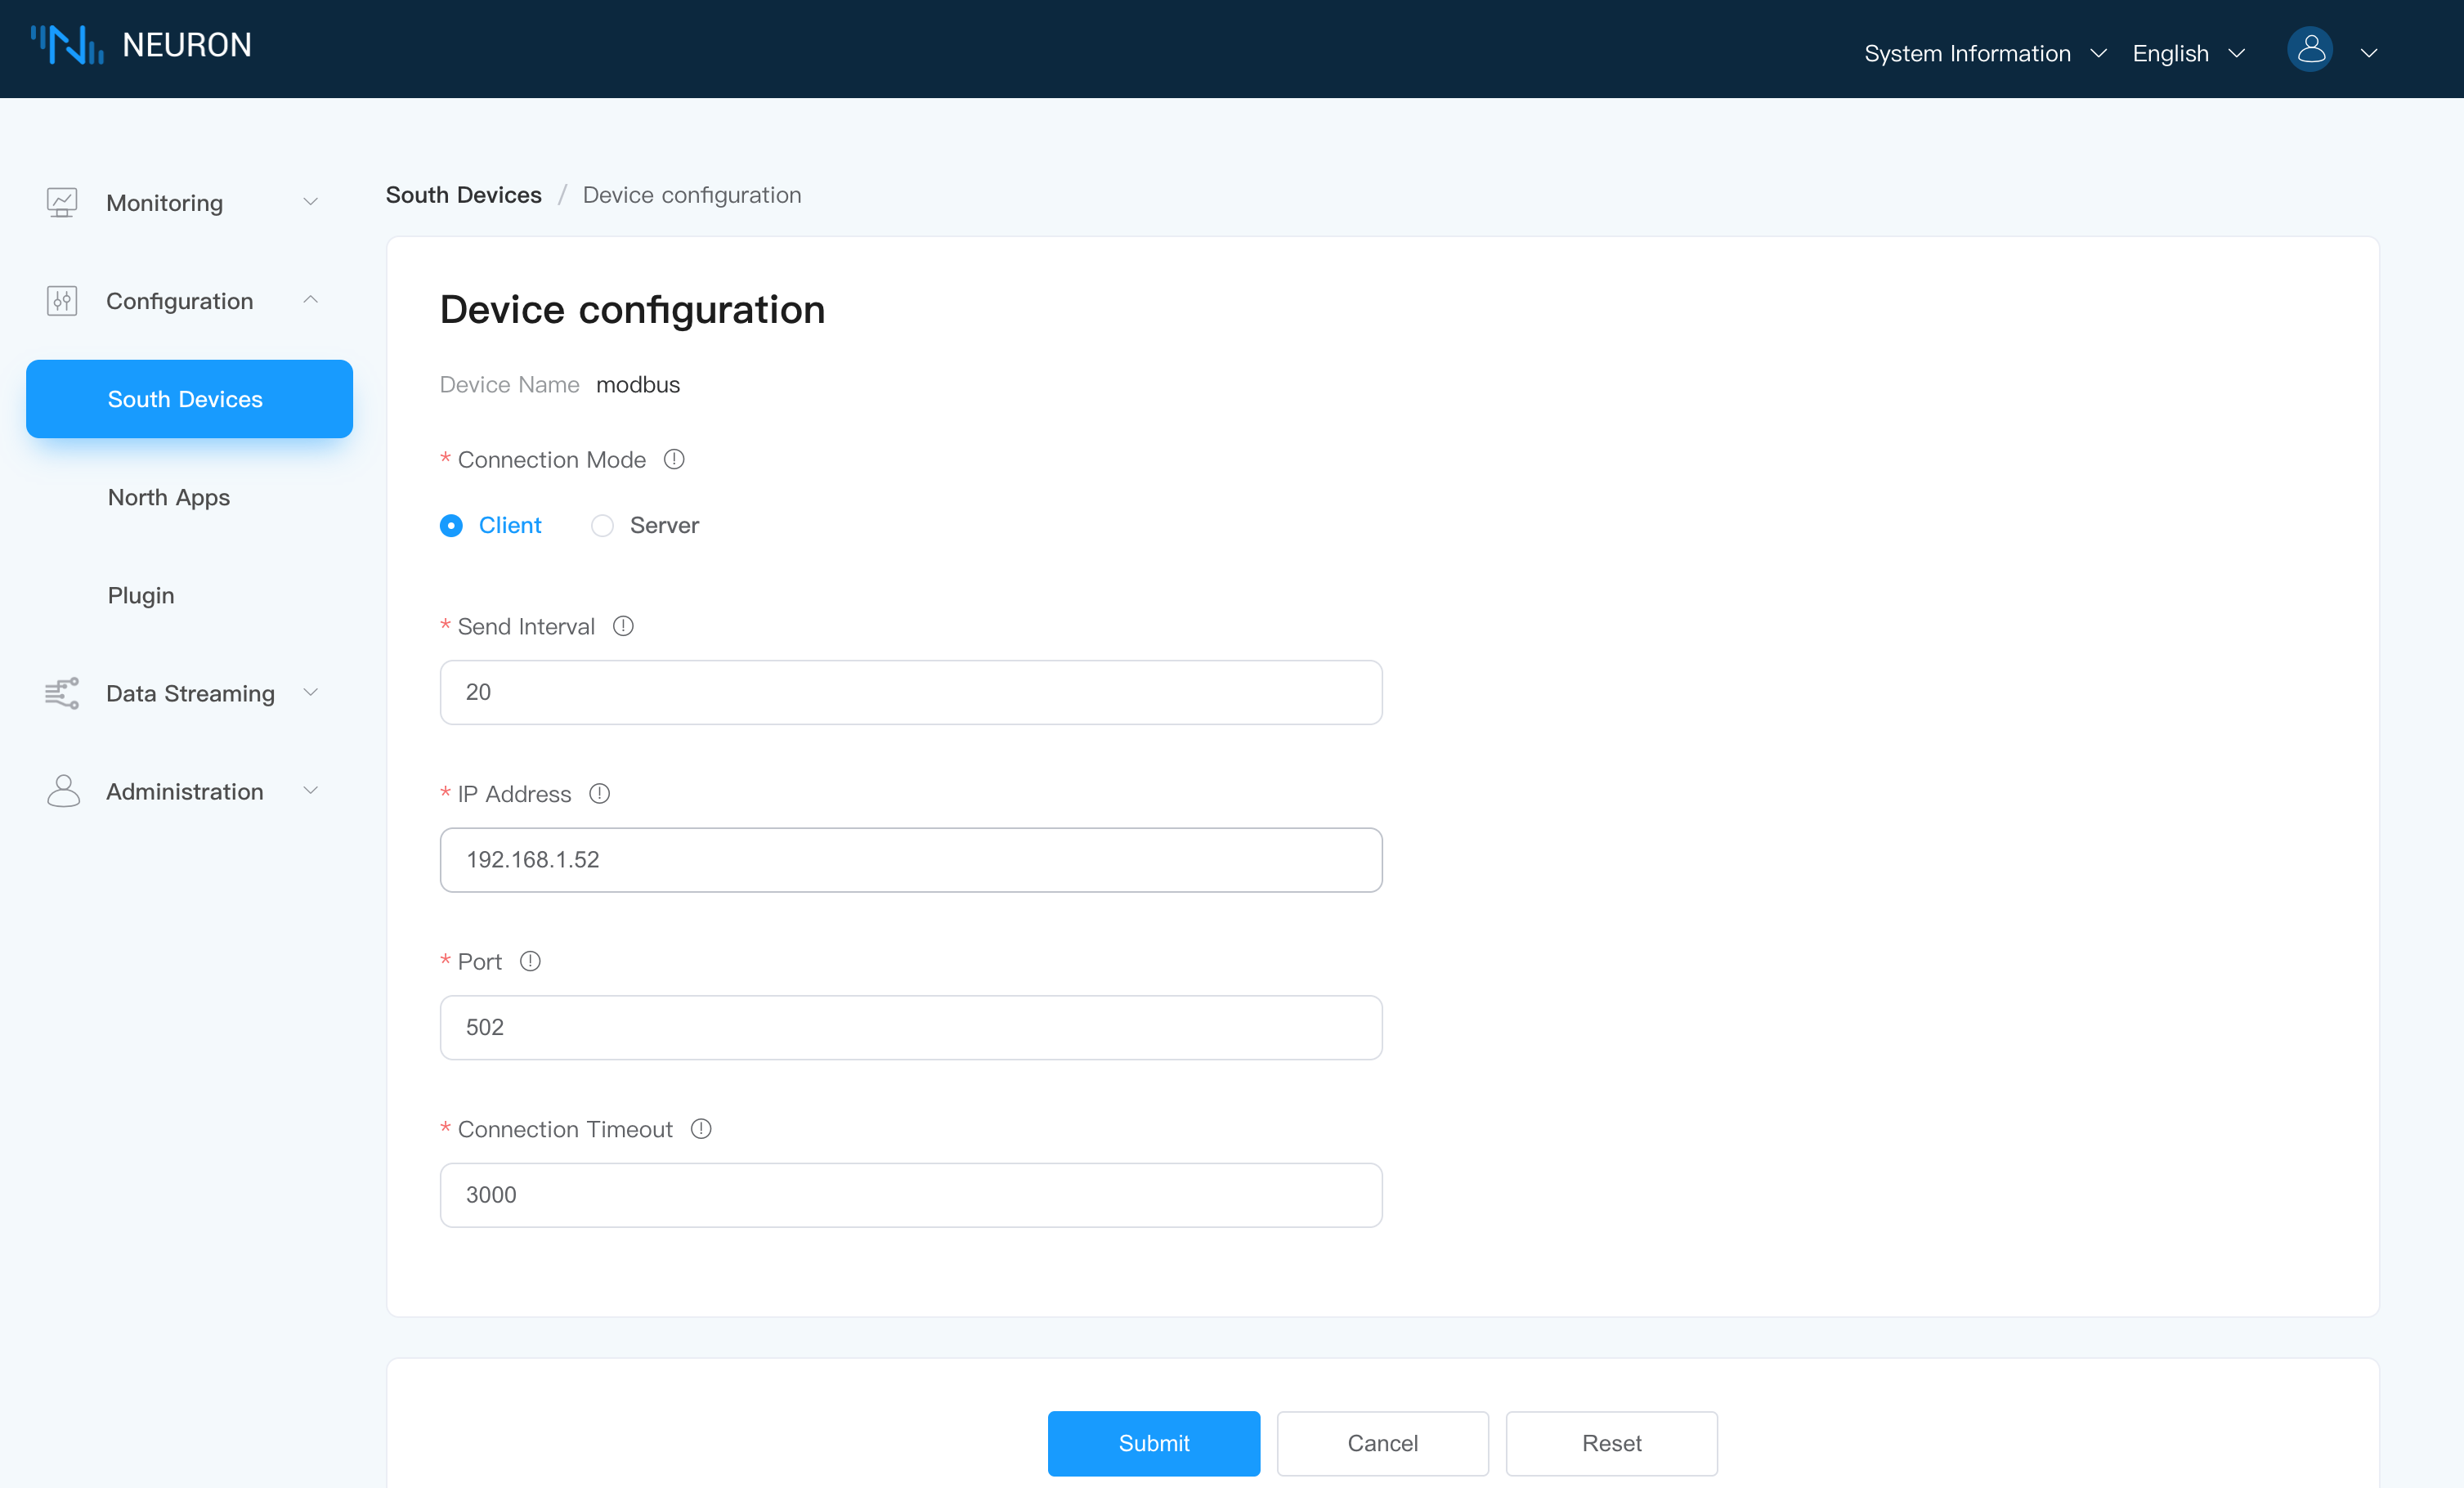 NEURON
System Information
English
Monitoring
Configuration
South Devices
North Apps
Plugin
Data Streaming
Administration
South Devices / Device configuration
Device configuration
Device Name modbus
* Connection Mode
Client Server
* Send Interval
20
* IP Address
192.168.1.52
* Port
502
* Connection Timeout
3000
Submit Cancel Reset